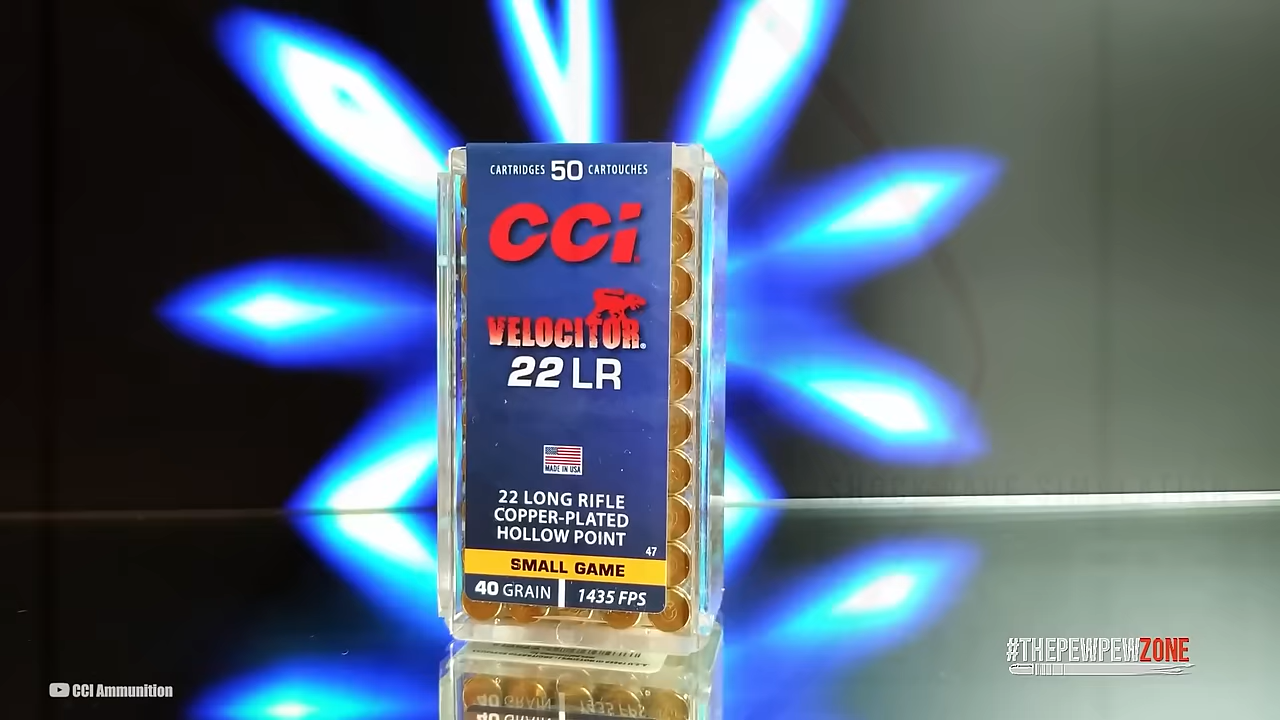 CARTRIDGES 50 CARTOUCHES
CCI
VELOCITOR®
22 LR
MADE IN USA
22 LONG RIFLE
COPPER-PLATED
HOLLOW POINT
47
SMALL GAME
40 GRAIN 1435 FPS
#THEPEWPEWZONE
CCI Ammunition